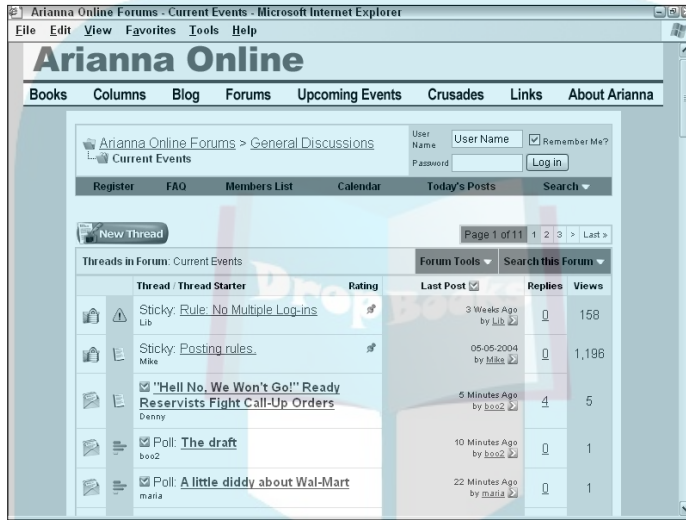 Arianna Online Forums - Current Events - Microsoft Internet Explorer
File Edit View Favorites Tools Help
Arianna Online
Books Columns Blog Forums Upcoming Events Crusades Links About Arianna
Arianna Online Forums > General Discussions
Current Events
User Name User Name Remember Me?
Password Log in
Register FAQ Members List Calendar Today's Posts Search
New Thread
Page 1 of 11 1 2 3 > Last »
Threads in Forum: Current Events Forum Tools Search this Forum
Thread / Thread Starter Rating Last Post Replies Views
Sticky: Rule: No Multiple Log-ins 3 Weeks Ago 0 158
Lib by Lib
Sticky: Posting rules. 05-05-2004 0 1,196
Mike by Mike
"Hell No, We Won't Go!" Ready
Reservists Fight Call-Up Orders 5 Minutes Ago 4 5
Denny by boo2
Poll: The draft 10 Minutes Ago 0 1
boo2 by boo2
Poll: A little diddy about Wal-Mart 22 Minutes Ago 0 1
maria by maria
DropBooks